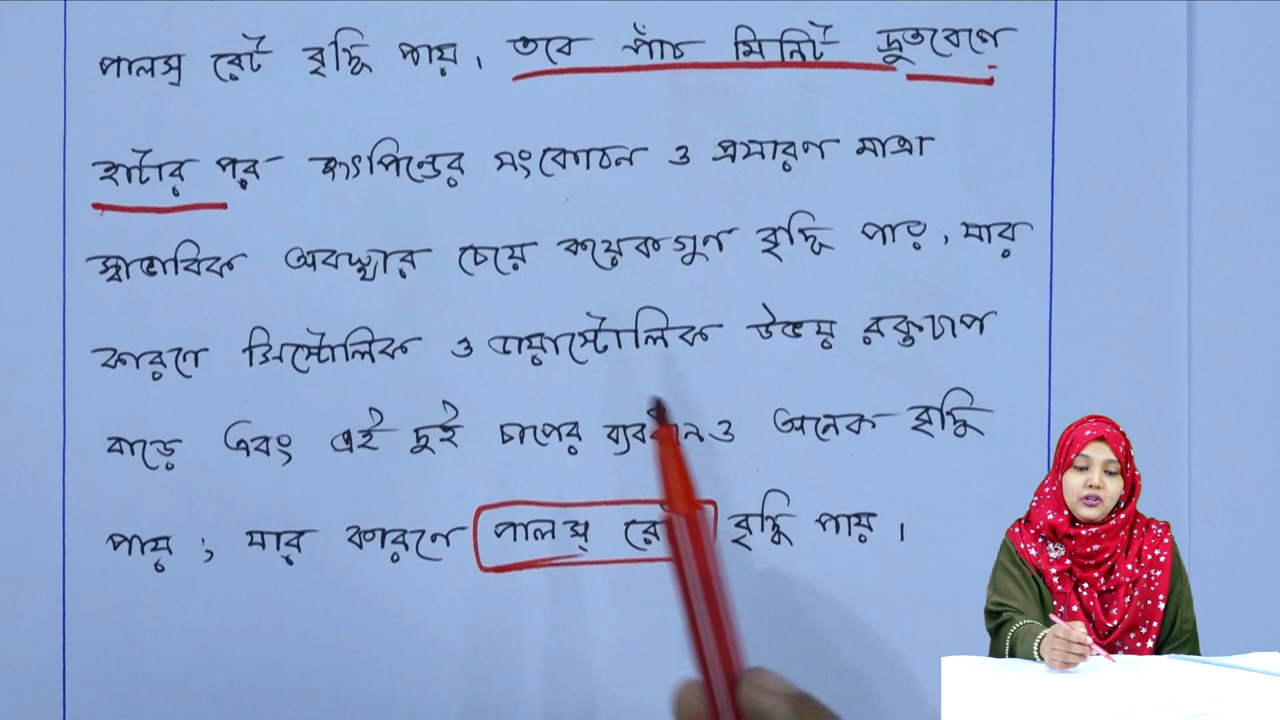 পালস্ রেট বৃদ্ধি পায়। তবে পাঁচ মিনিট দ্রুতবেগে
হাটার পর হৃৎপিন্ডের সংকোচন ও প্রসারণ মাত্রা
স্বাভাবিক অবস্থার চেয়ে কয়েকগুণ বৃদ্ধি পায়, যার
কারণে সিস্টোলিক ও ডায়াস্টোলিক উভয় রক্তচাপ
বাড়ে এবং এই দুই চাপের ব্যবধানও অনেক বৃদ্ধি
পায়; যার কারণে পালস্ রেট বৃদ্ধি পায়।